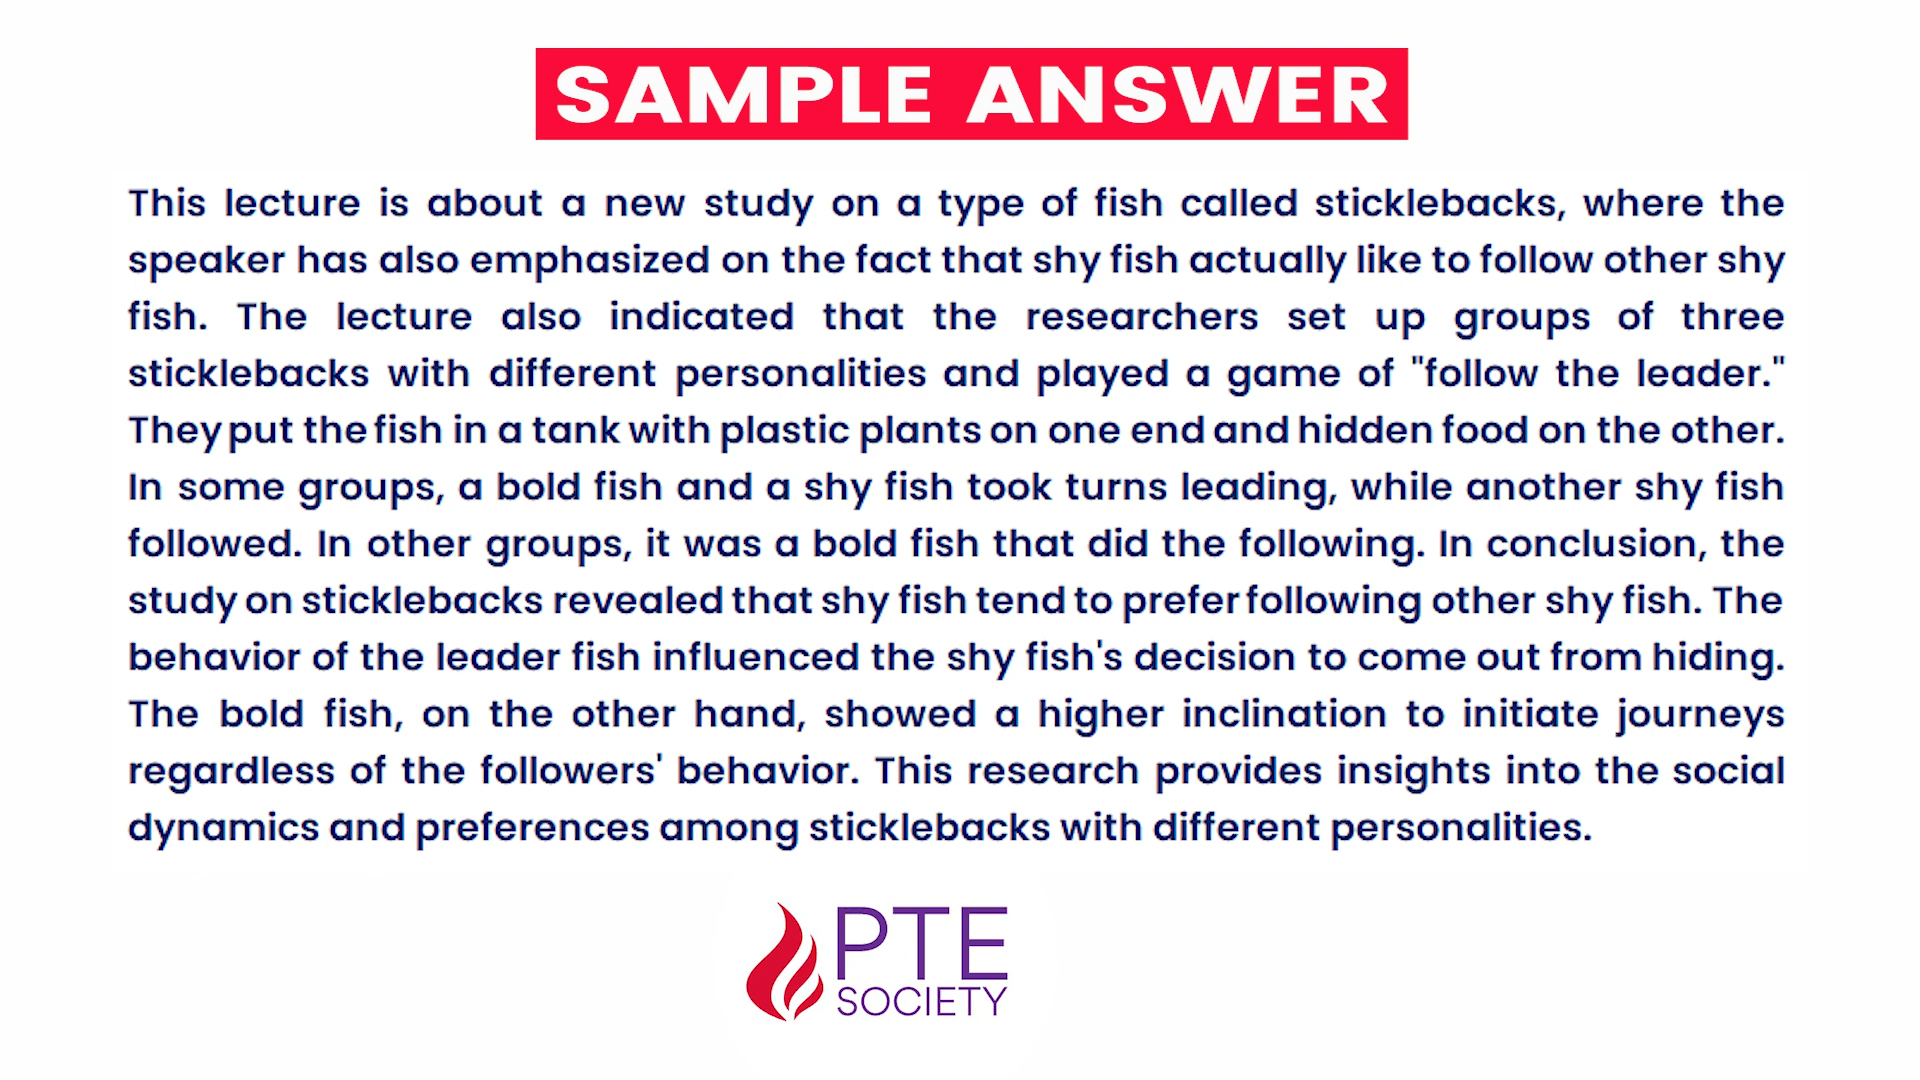 SAMPLE ANSWER
This lecture is about a new study on a type of fish called sticklebacks, where the
speaker has also emphasized on the fact that shy fish actually like to follow other shy
fish. The lecture also indicated that the researchers set up groups of three
sticklebacks with different personalities and played a game of "follow the leader."
They put the fish in a tank with plastic plants on one end and hidden food on the other.
In some groups, a bold fish and a shy fish took turns leading, while another shy fish
followed. In other groups, it was a bold fish that did the following. In conclusion, the
study on sticklebacks revealed that shy fish tend to prefer following other shy fish. The
behavior of the leader fish influenced the shy fish's decision to come out from hiding.
The bold fish, on the other hand, showed a higher inclination to initiate journeys
regardless of the followers' behavior. This research provides insights into the social
dynamics and preferences among sticklebacks with different personalities.
PTE
SOCIETY